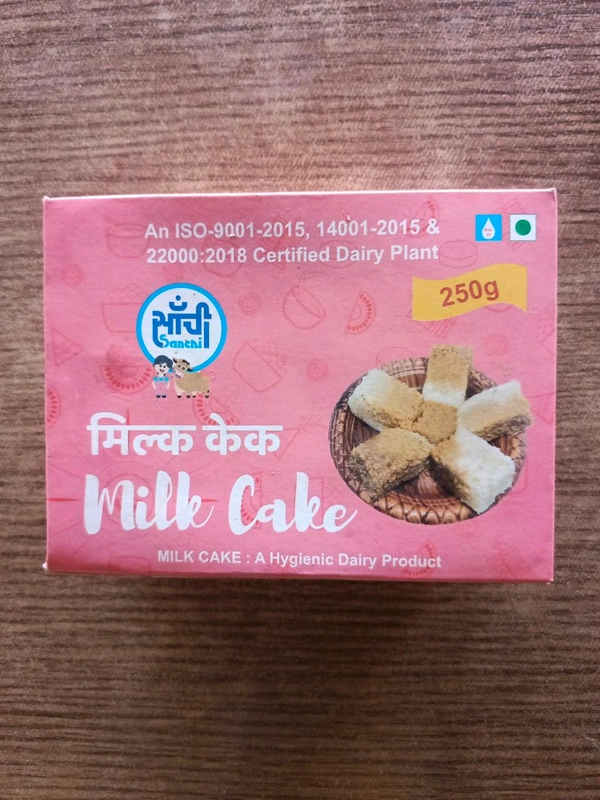 An ISO-9001-2015, 14001-2015 &
22000:2018 Certified Dairy Plant
250g
साँची
Sanchi
मिल्क केक
Milk Cake
MILK CAKE : A Hygienic Dairy Product